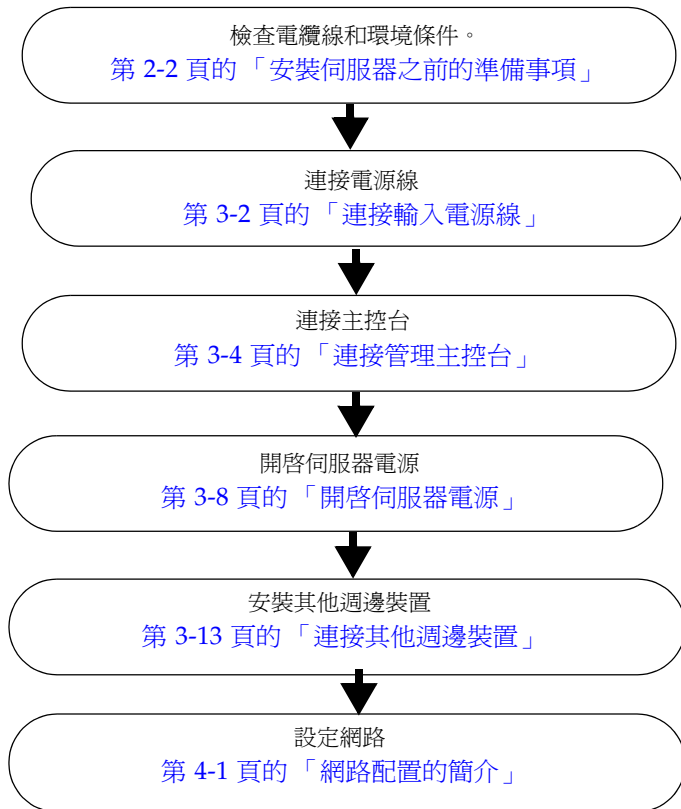 檢查電纜線和環境條件。
第 2-2 頁的「安裝伺服器之前的準備事項」
連接電源線
第 3-2 頁的「連接輸入電源線」
連接主控台
第 3-4 頁的「連接管理主控台」
開啓伺服器電源
第 3-8 頁的「開啓伺服器電源」
安裝其他週邊裝置
第 3-13 頁的「連接其他週邊裝置」
設定網路
第 4-1 頁的「網路配置的簡介」